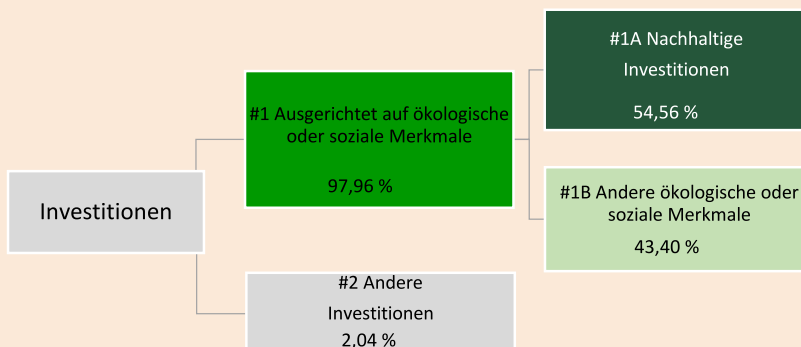 Investitionen
#1 Ausgerichtet auf ökologische
oder soziale Merkmale
97,96 %
#2 Andere
Investitionen
2,04 %
#1A Nachhaltige
Investitionen
54,56 %
#1B Andere ökologische oder
soziale Merkmale
43,40 %